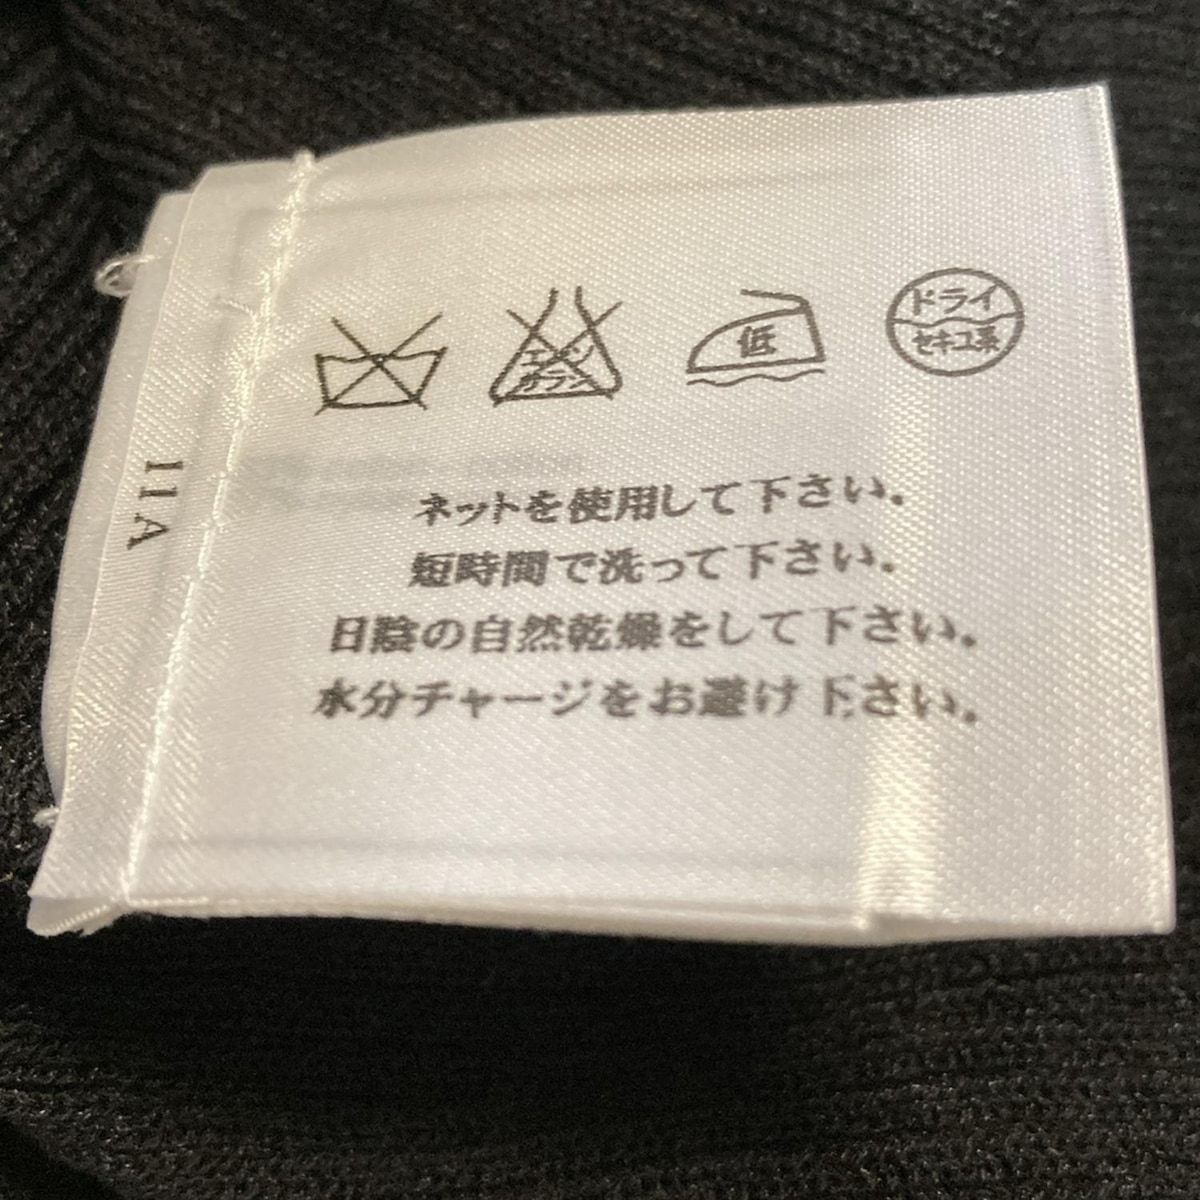 エンソ
サラシ
低
ドライ
セキユ系
ネットを使用して下さい。
短時間で洗って下さい。
日陰の自然乾燥をして下さい。
水分チャージをお避け下さい。
IIA